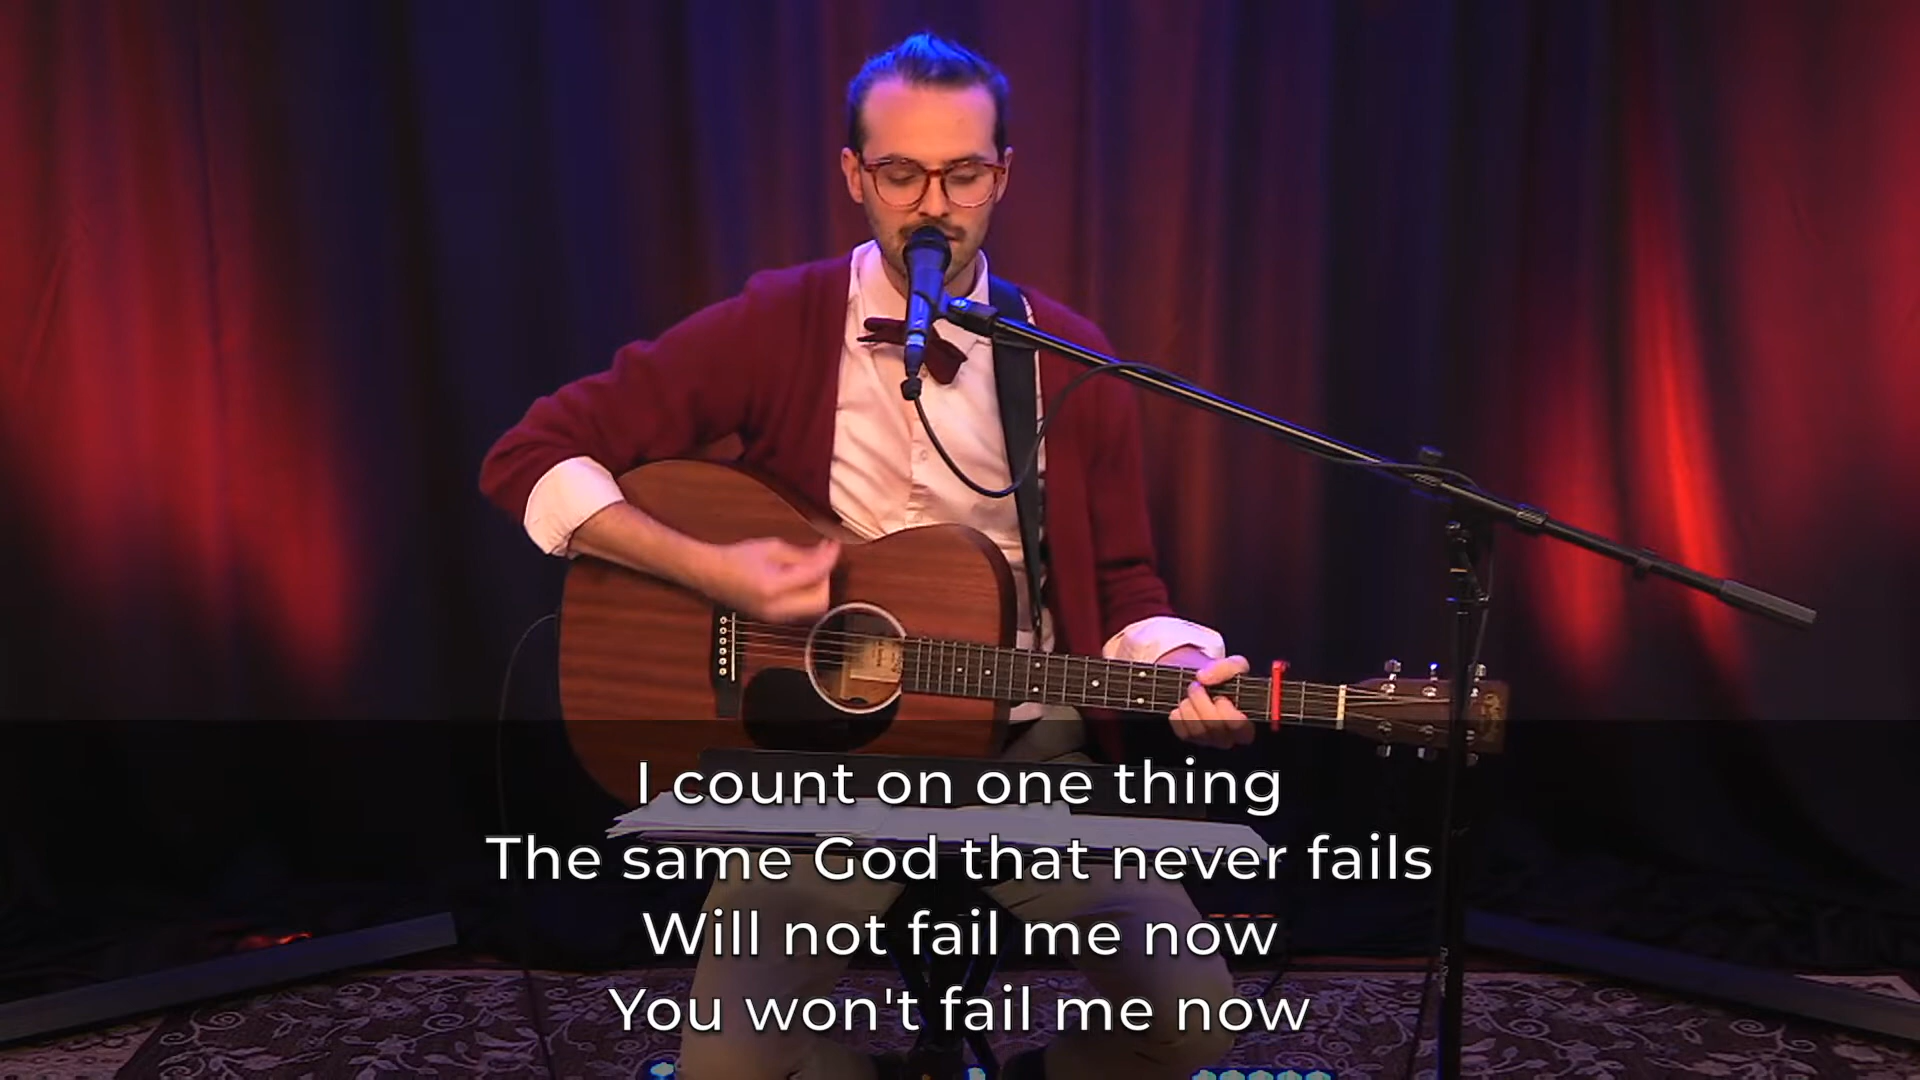 I count on one thing
The same God that never fails
Will not fail me now
You won't fail me now